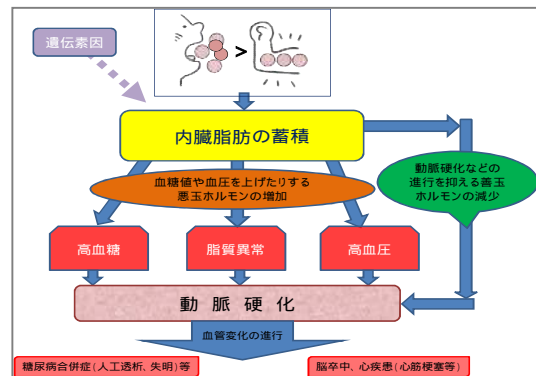 遺伝素因
>
内臓脂肪の蓄積
血糖値や血圧を上げたりする
悪玉ホルモンの増加
動脈硬化などの
進行を抑える善玉
ホルモンの減少
高血糖
脂質異常
高血圧
動脈硬化
血管変化の進行
糖尿病合併症(人工透析、失明)等
脳卒中、心疾患(心筋梗塞等)